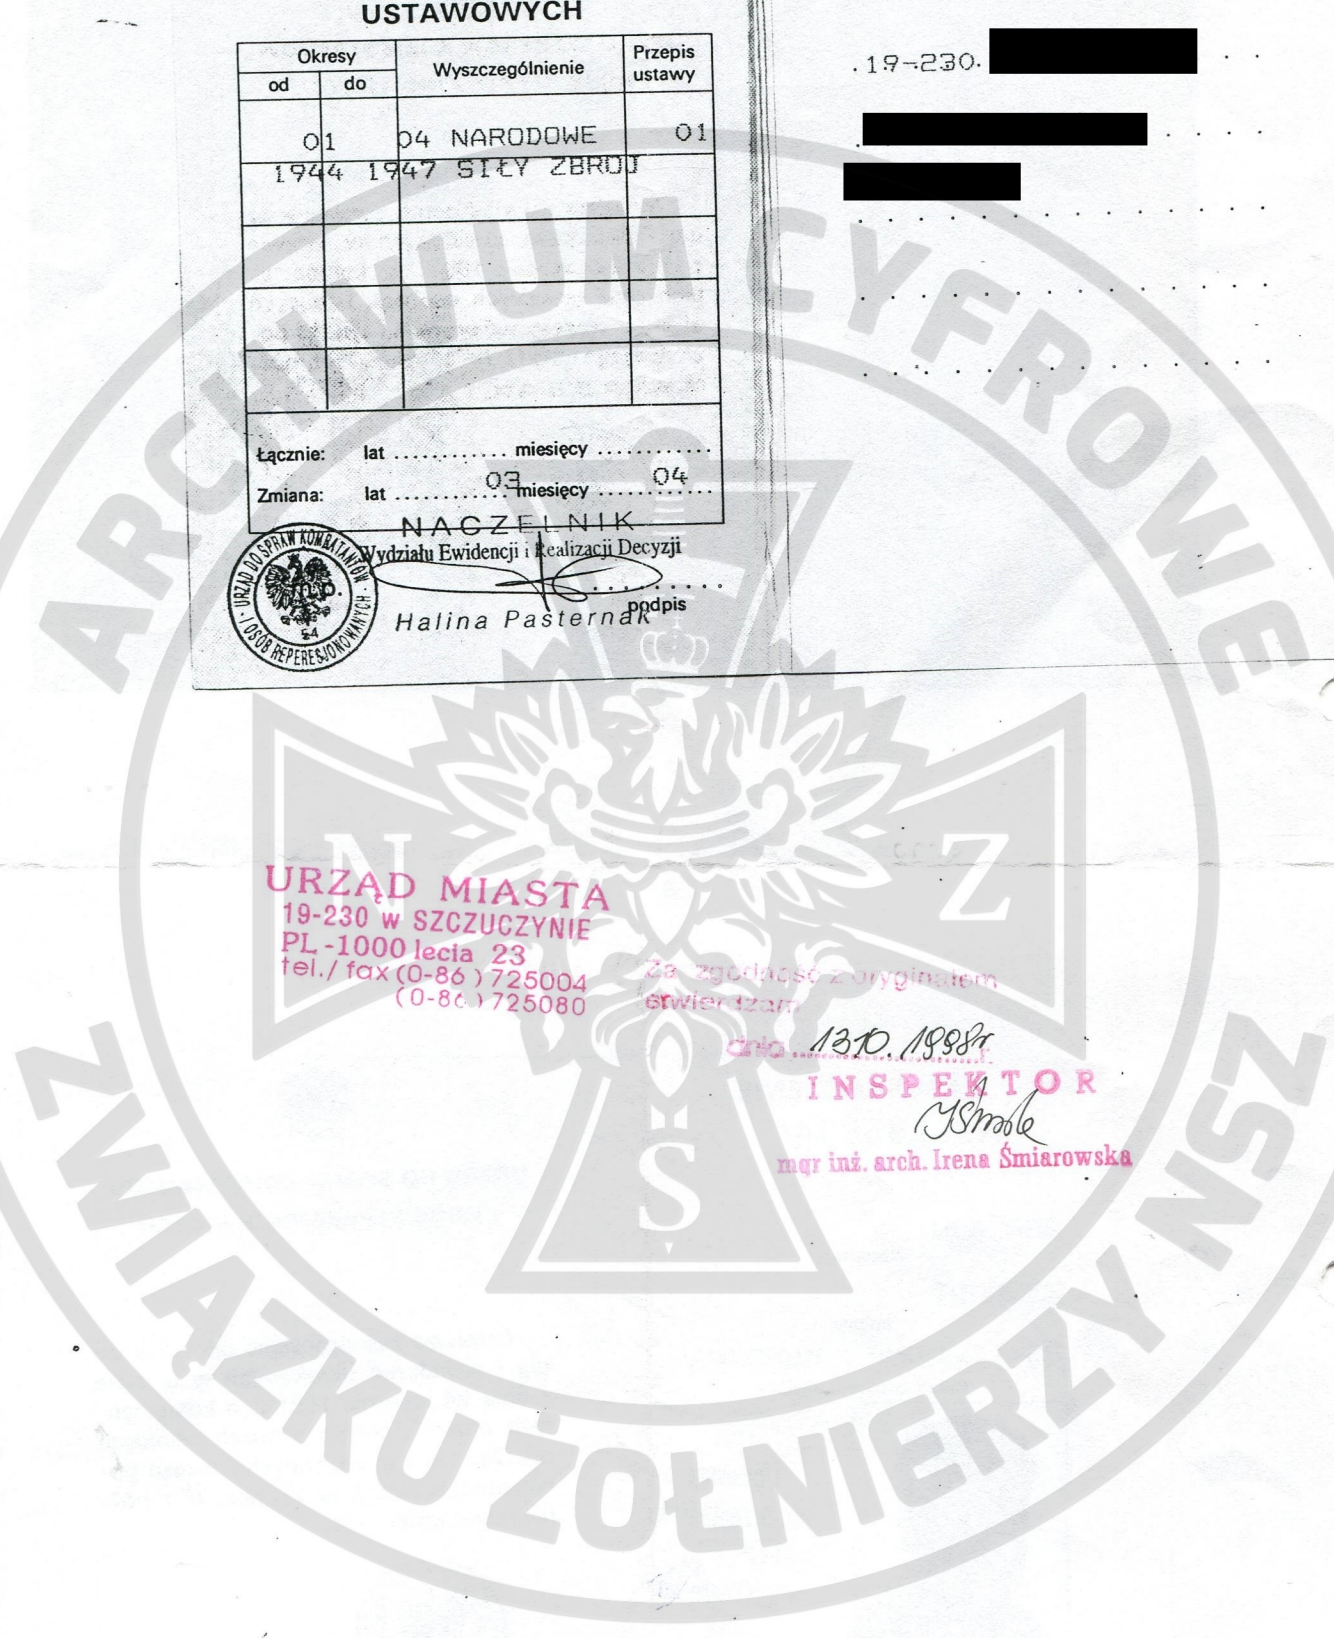 USTAWOWYCH
Okresy
od do
Wyszczególnienie
Przepis
ustawy
01 04 NARODOWE 01
1944 1947 SIŁY ZBROJ
Łącznie: lat ............ miesięcy ............
03 04
Zmiana: lat ............ miesięcy ............
NACZELNIK
Wydziału Ewidencji i Realizacji Decyzji
podpis
Halina Pasternak
URZĄD DO SPRAW KOMBATANTÓW
I OSÓB REPERESJONOWANYCH
m.p.
54
.19-230.
URZĄD MIASTA
19-230 w SZCZUCZYNIE
PL-1000 lecia 23
tel./fax (0-86) 725004
(0-86) 725080
Za zgodność z oryginałem
stwierdzam
dnia 13.10.1998r
INSPEKTOR
mgr inż. arch. Irena Śmiarowska
ARCHIWUM CYFROWE
ZWIĄZKU ŻOŁNIERZY NSZ
N Z
S